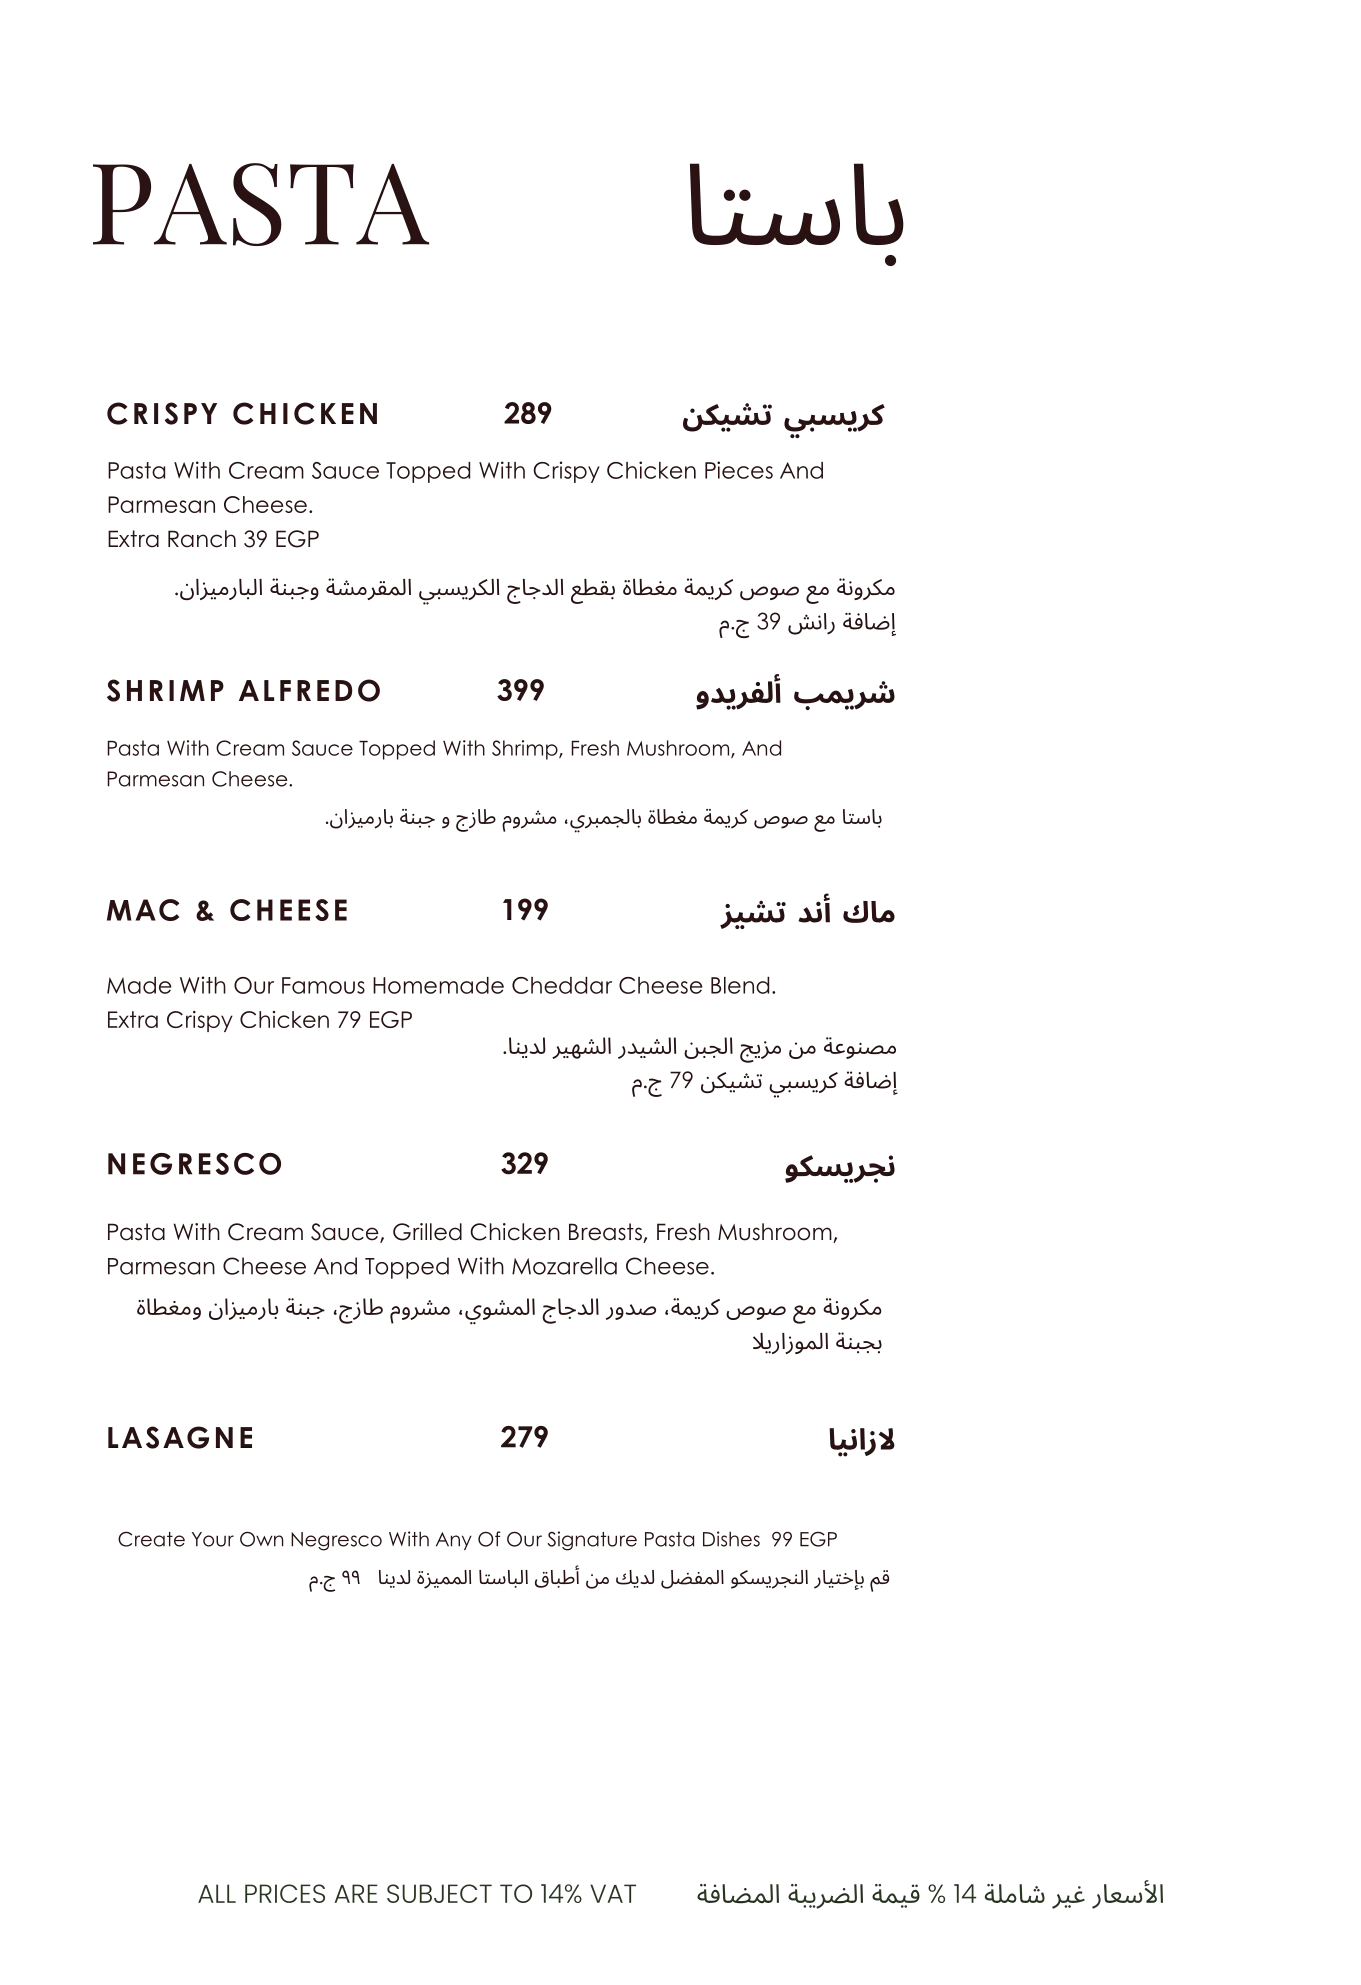 PASTA باستا
CRISPY CHICKEN 289 كريسبي تشيكن
Pasta With Cream Sauce Topped With Crispy Chicken Pieces And
Parmesan Cheese.
Extra Ranch 39 EGP
مكرونة مع صوص كريمة مغطاة بقطع الدجاج الكريسبي المقرمشة وجبنة البارميزان.
إضافة رانش 39 ج.م
SHRIMP ALFREDO 399 شريمب ألفريدو
Pasta With Cream Sauce Topped With Shrimp, Fresh Mushroom, And
Parmesan Cheese.
باستا مع صوص كريمة مغطاة بالجمبري، مشروم طازج و جبنة بارميزان.
MAC & CHEESE 199 ماك أند تشيز
Made With Our Famous Homemade Cheddar Cheese Blend.
Extra Crispy Chicken 79 EGP
مصنوعة من مزيج الجبن الشيدر الشهير لدينا.
إضافة كريسبي تشيكن 79 ج.م
NEGRESCO 329 نجريسكو
Pasta With Cream Sauce, Grilled Chicken Breasts, Fresh Mushroom,
Parmesan Cheese And Topped With Mozarella Cheese.
مكرونة مع صوص كريمة، صدور الدجاج المشوي، مشروم طازج، جبنة بارميزان ومغطاة
بجبنة الموزاريلا
LASAGNE 279 لازانيا
Create Your Own Negresco With Any Of Our Signature Pasta Dishes 99 EGP
قم بإختيار النجريسكو المفضل لديك من أطباق الباستا المميزة لدينا ٩٩ ج.م
ALL PRICES ARE SUBJECT TO 14% VAT الأسعار غير شاملة 14 % قيمة الضريبة المضافة